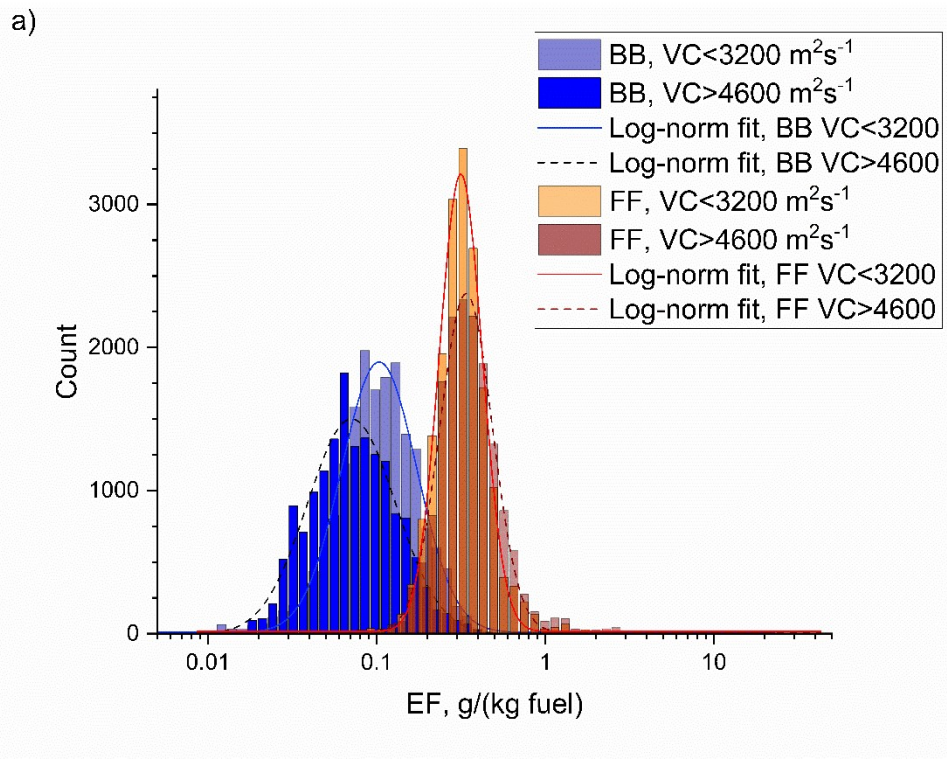 a)
BB, VC<3200 m²s⁻¹
BB, VC>4600 m²s⁻¹
Log-norm fit, BB VC<3200
Log-norm fit, BB VC>4600
FF, VC<3200 m²s⁻¹
FF, VC>4600 m²s⁻¹
Log-norm fit, FF VC<3200
Log-norm fit, FF VC>4600
Count
3000
2000
1000
0
0.01 0.1 1 10
EF, g/(kg fuel)